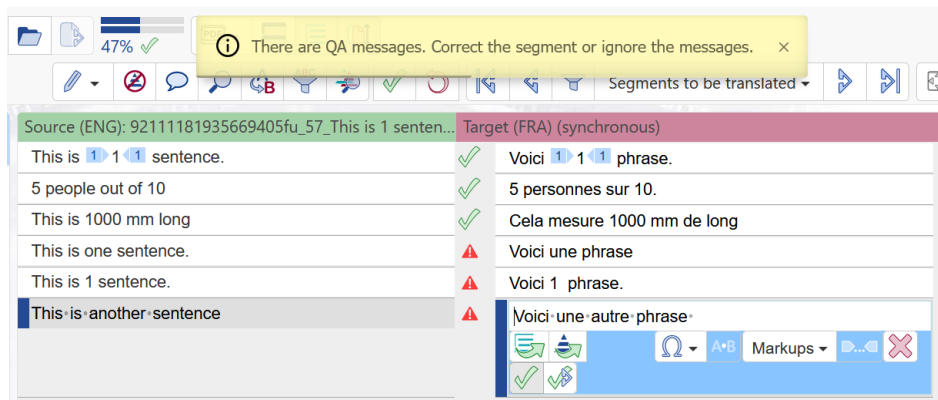 47%
There are QA messages. Correct the segment or ignore the messages. ×
Segments to be translated
Source (ENG): 92111181935669405fu_57_This is 1 senten... Target (FRA) (synchronous)
This is 1 1 1 sentence. Voici 1 1 1 phrase.
5 people out of 10 5 personnes sur 10.
This is 1000 mm long Cela mesure 1000 mm de long
This is one sentence. Voici une phrase
This is 1 sentence. Voici 1  phrase.
This·is·another·sentence Voici·une·autre·phrase·
Ω A•B Markups ...